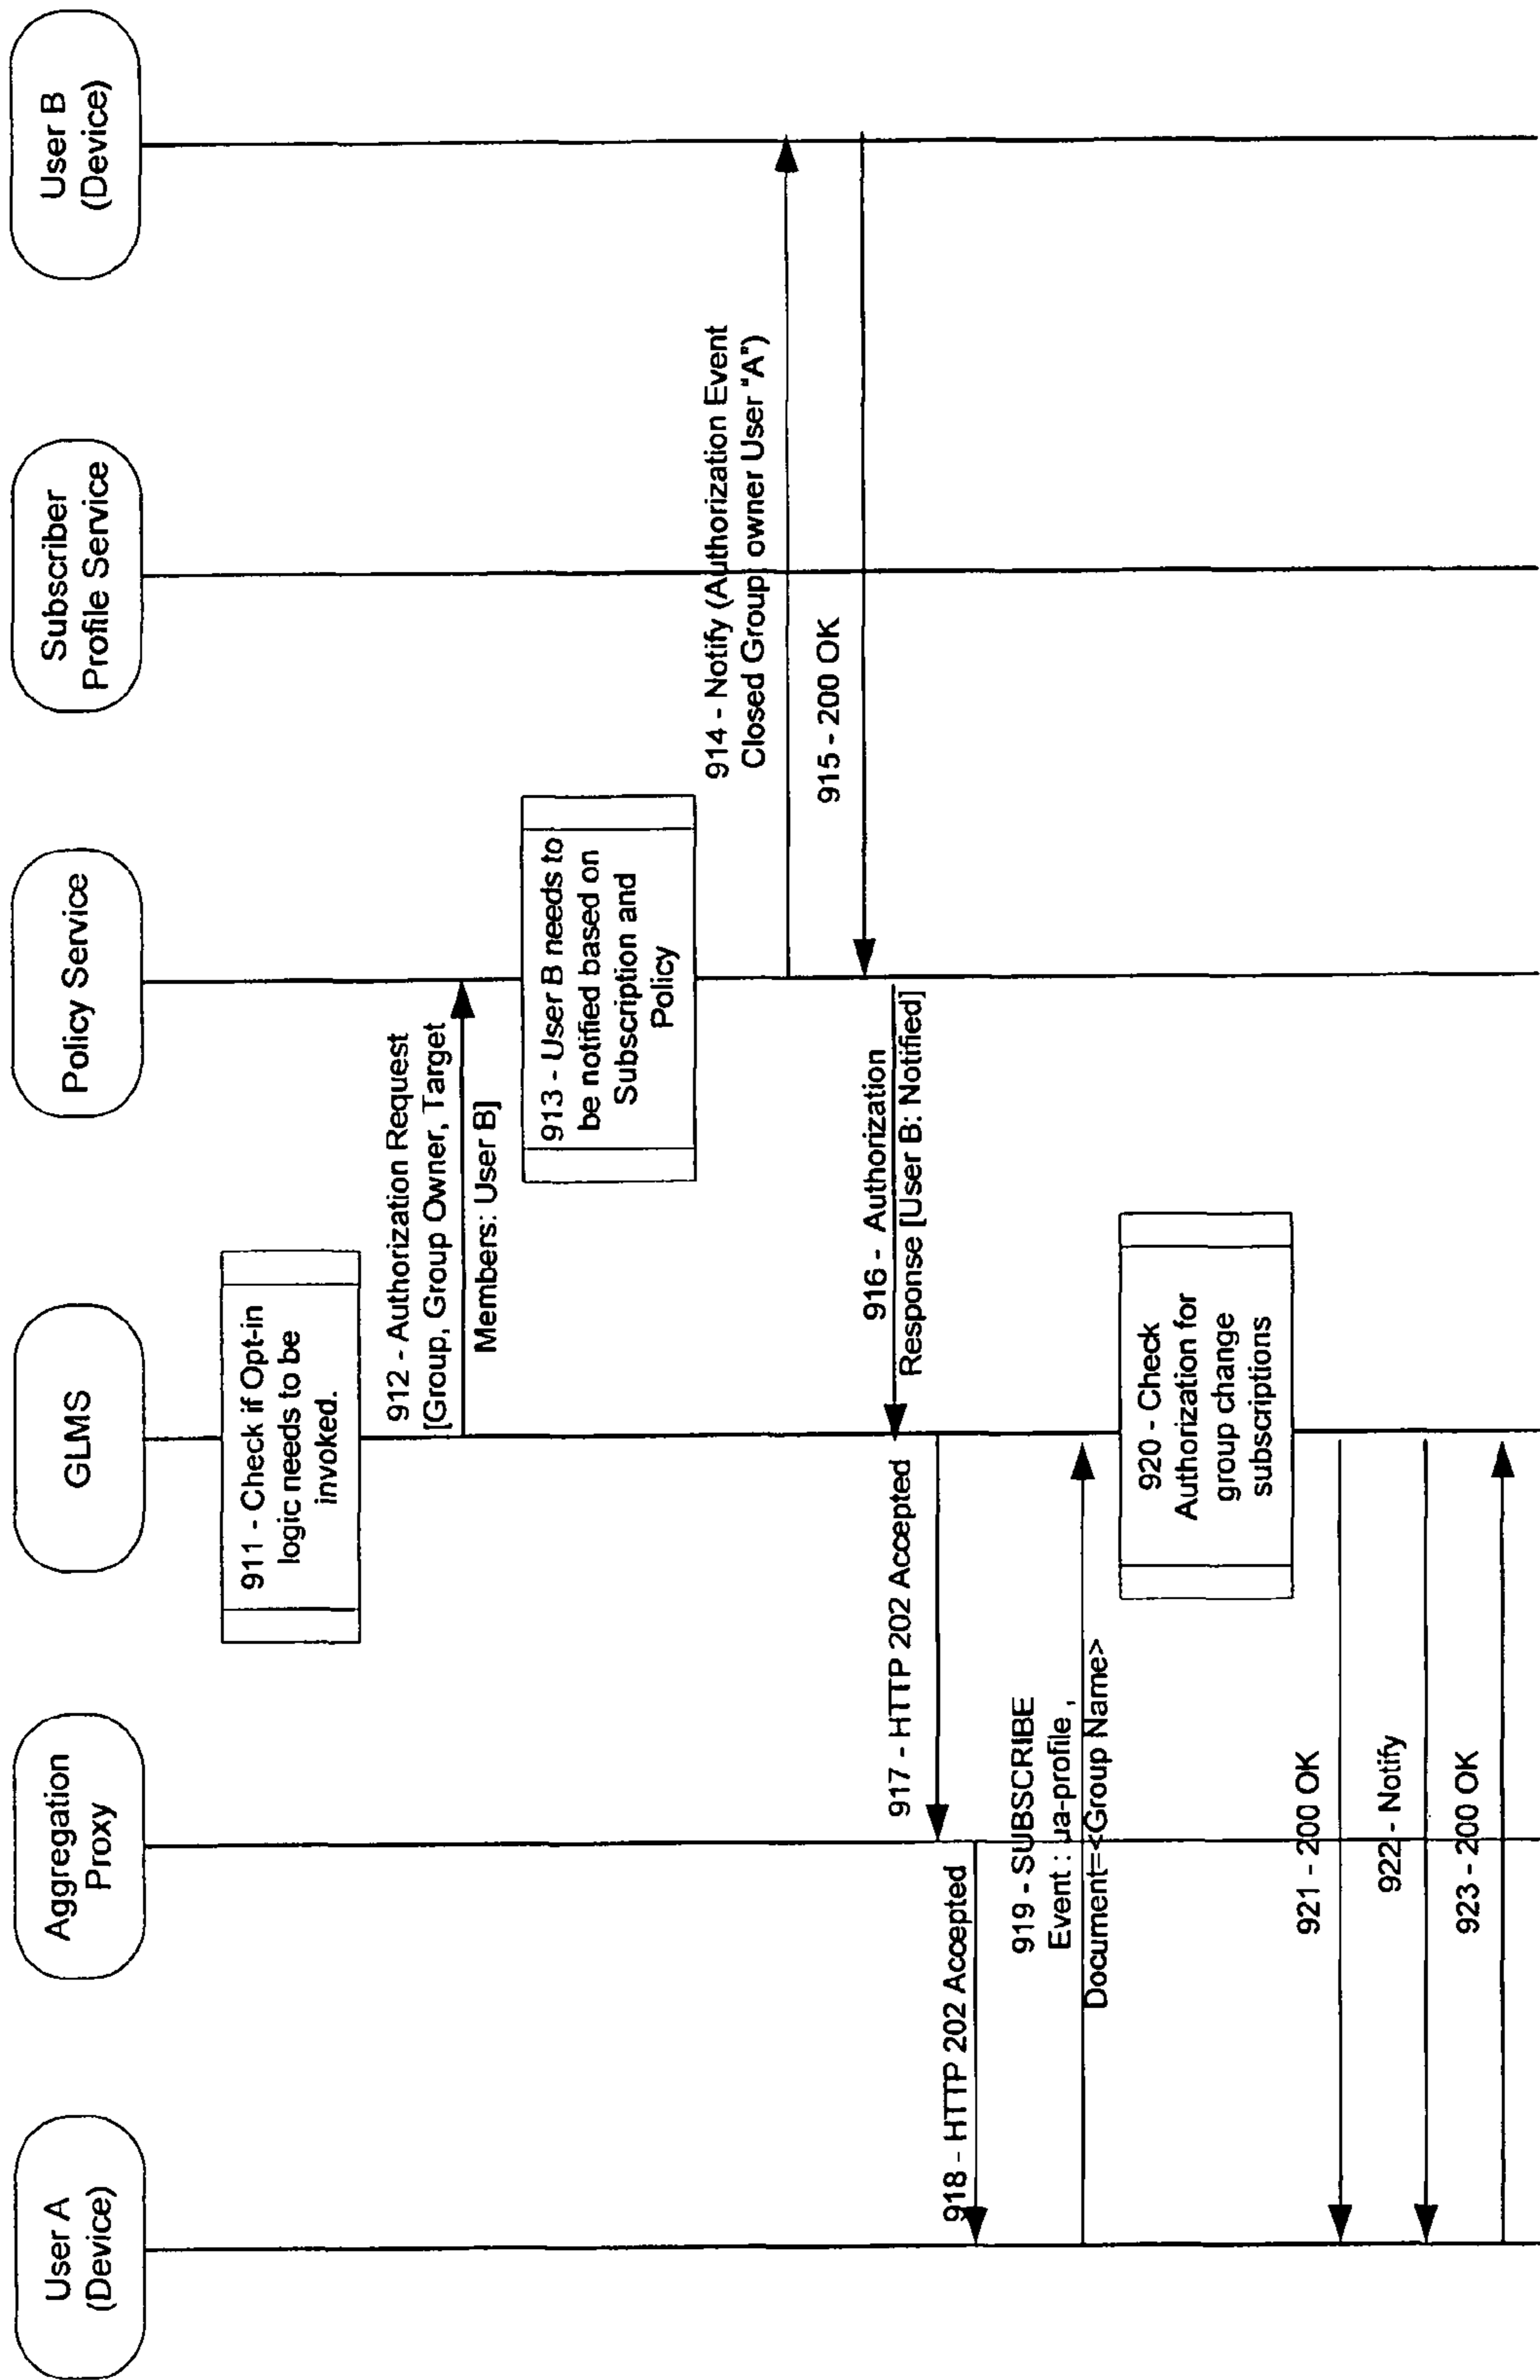 User A
(Device)
Aggregation
Proxy
GLMS
Policy Service
Subscriber
Profile Service
User B
(Device)
911 - Check if Opt-in
logic needs to be
invoked.
912 - Authorization Request
[Group, Group Owner, Target
Members: User B]
913 - User B needs to
be notified based on
Subscription and
Policy
914 - Notify (Authorization Event
Closed Group owner User "A")
915 - 200 OK
916 - Authorization
Response [User B: Notified]
917 - HTTP 202 Accepted
918 - HTTP 202 Accepted
919 - SUBSCRIBE
Event : ua-profile ,
Document=<Group Name>
920 - Check
Authorization for
group change
subscriptions
921 - 200 OK
922 - Notify
923 - 200 OK